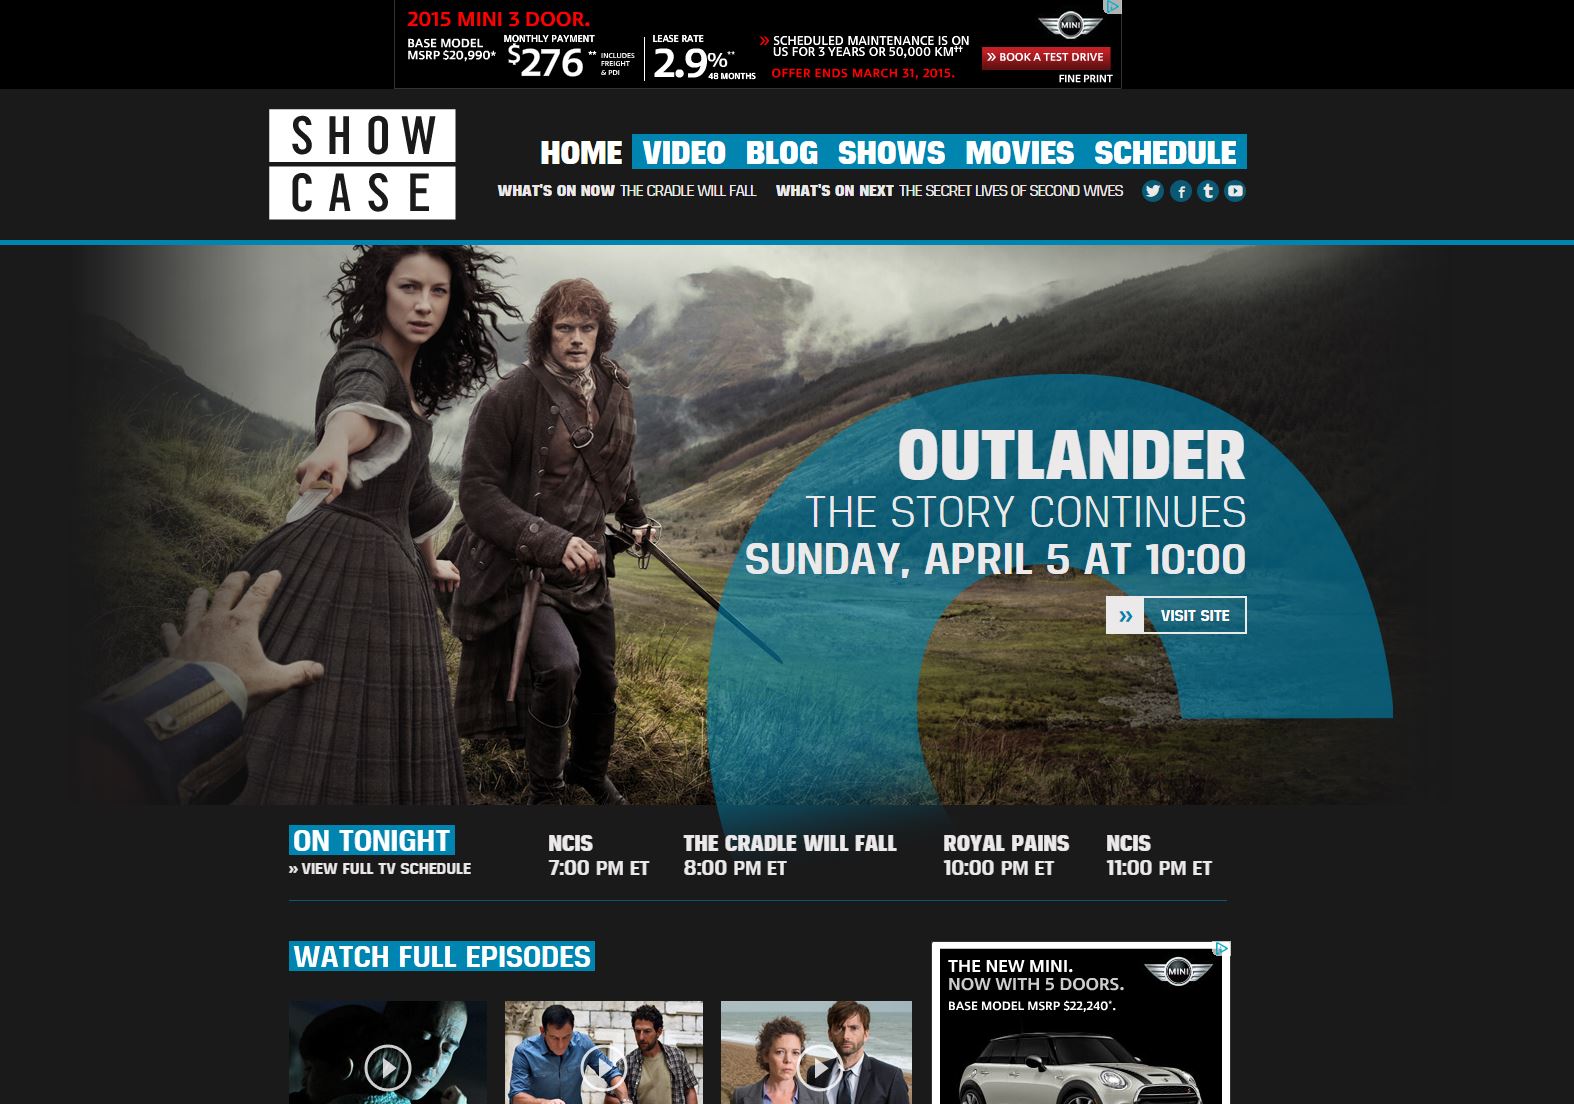 2015 MINI 3 DOOR.
BASE MODEL
MSRP $20,990*
MONTHLY PAYMENT
$276**
INCLUDES
FREIGHT
& PDI
LEASE RATE
2.9%**
48 MONTHS
» SCHEDULED MAINTENANCE IS ON
US FOR 3 YEARS OR 50,000 KM‡‡
OFFER ENDS MARCH 31, 2015.
MINI
» BOOK A TEST DRIVE
FINE PRINT
SHOW
CASE
HOME VIDEO BLOG SHOWS MOVIES SCHEDULE
WHAT'S ON NOW THE CRADLE WILL FALL WHAT'S ON NEXT THE SECRET LIVES OF SECOND WIVES
OUTLANDER
THE STORY CONTINUES
SUNDAY, APRIL 5 AT 10:00
» VISIT SITE
ON TONIGHT
» VIEW FULL TV SCHEDULE
NCIS
7:00 PM ET
THE CRADLE WILL FALL
8:00 PM ET
ROYAL PAINS
10:00 PM ET
NCIS
11:00 PM ET
WATCH FULL EPISODES
THE NEW MINI.
NOW WITH 5 DOORS.
BASE MODEL MSRP $22,240*.
MINI